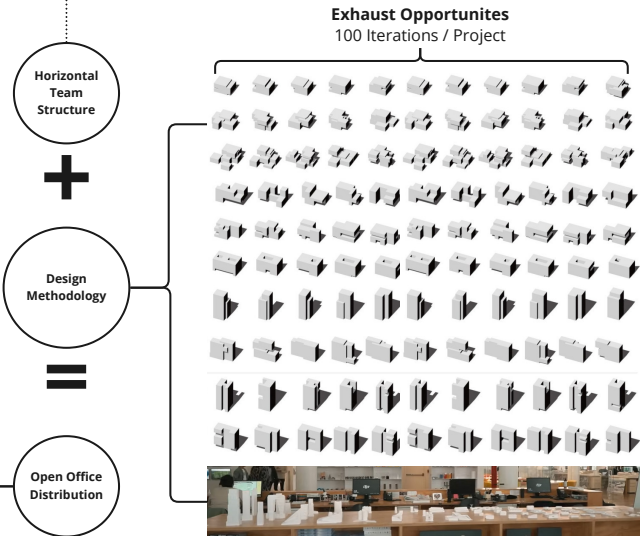 Exhaust Opportunites
100 Iterations / Project
Horizontal
Team
Structure
+
Design
Methodology
=
Open Office
Distribution